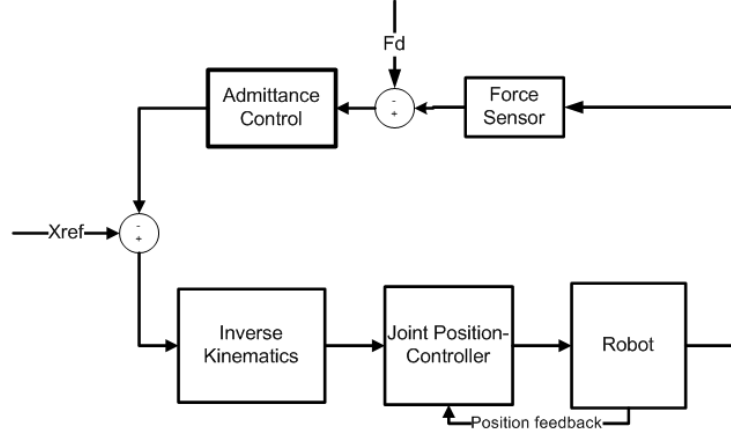 Fd
Admittance
Control
-
+
Force
Sensor
Xref
-
+
Inverse
Kinematics
Joint Position-
Controller
Robot
Position feedback